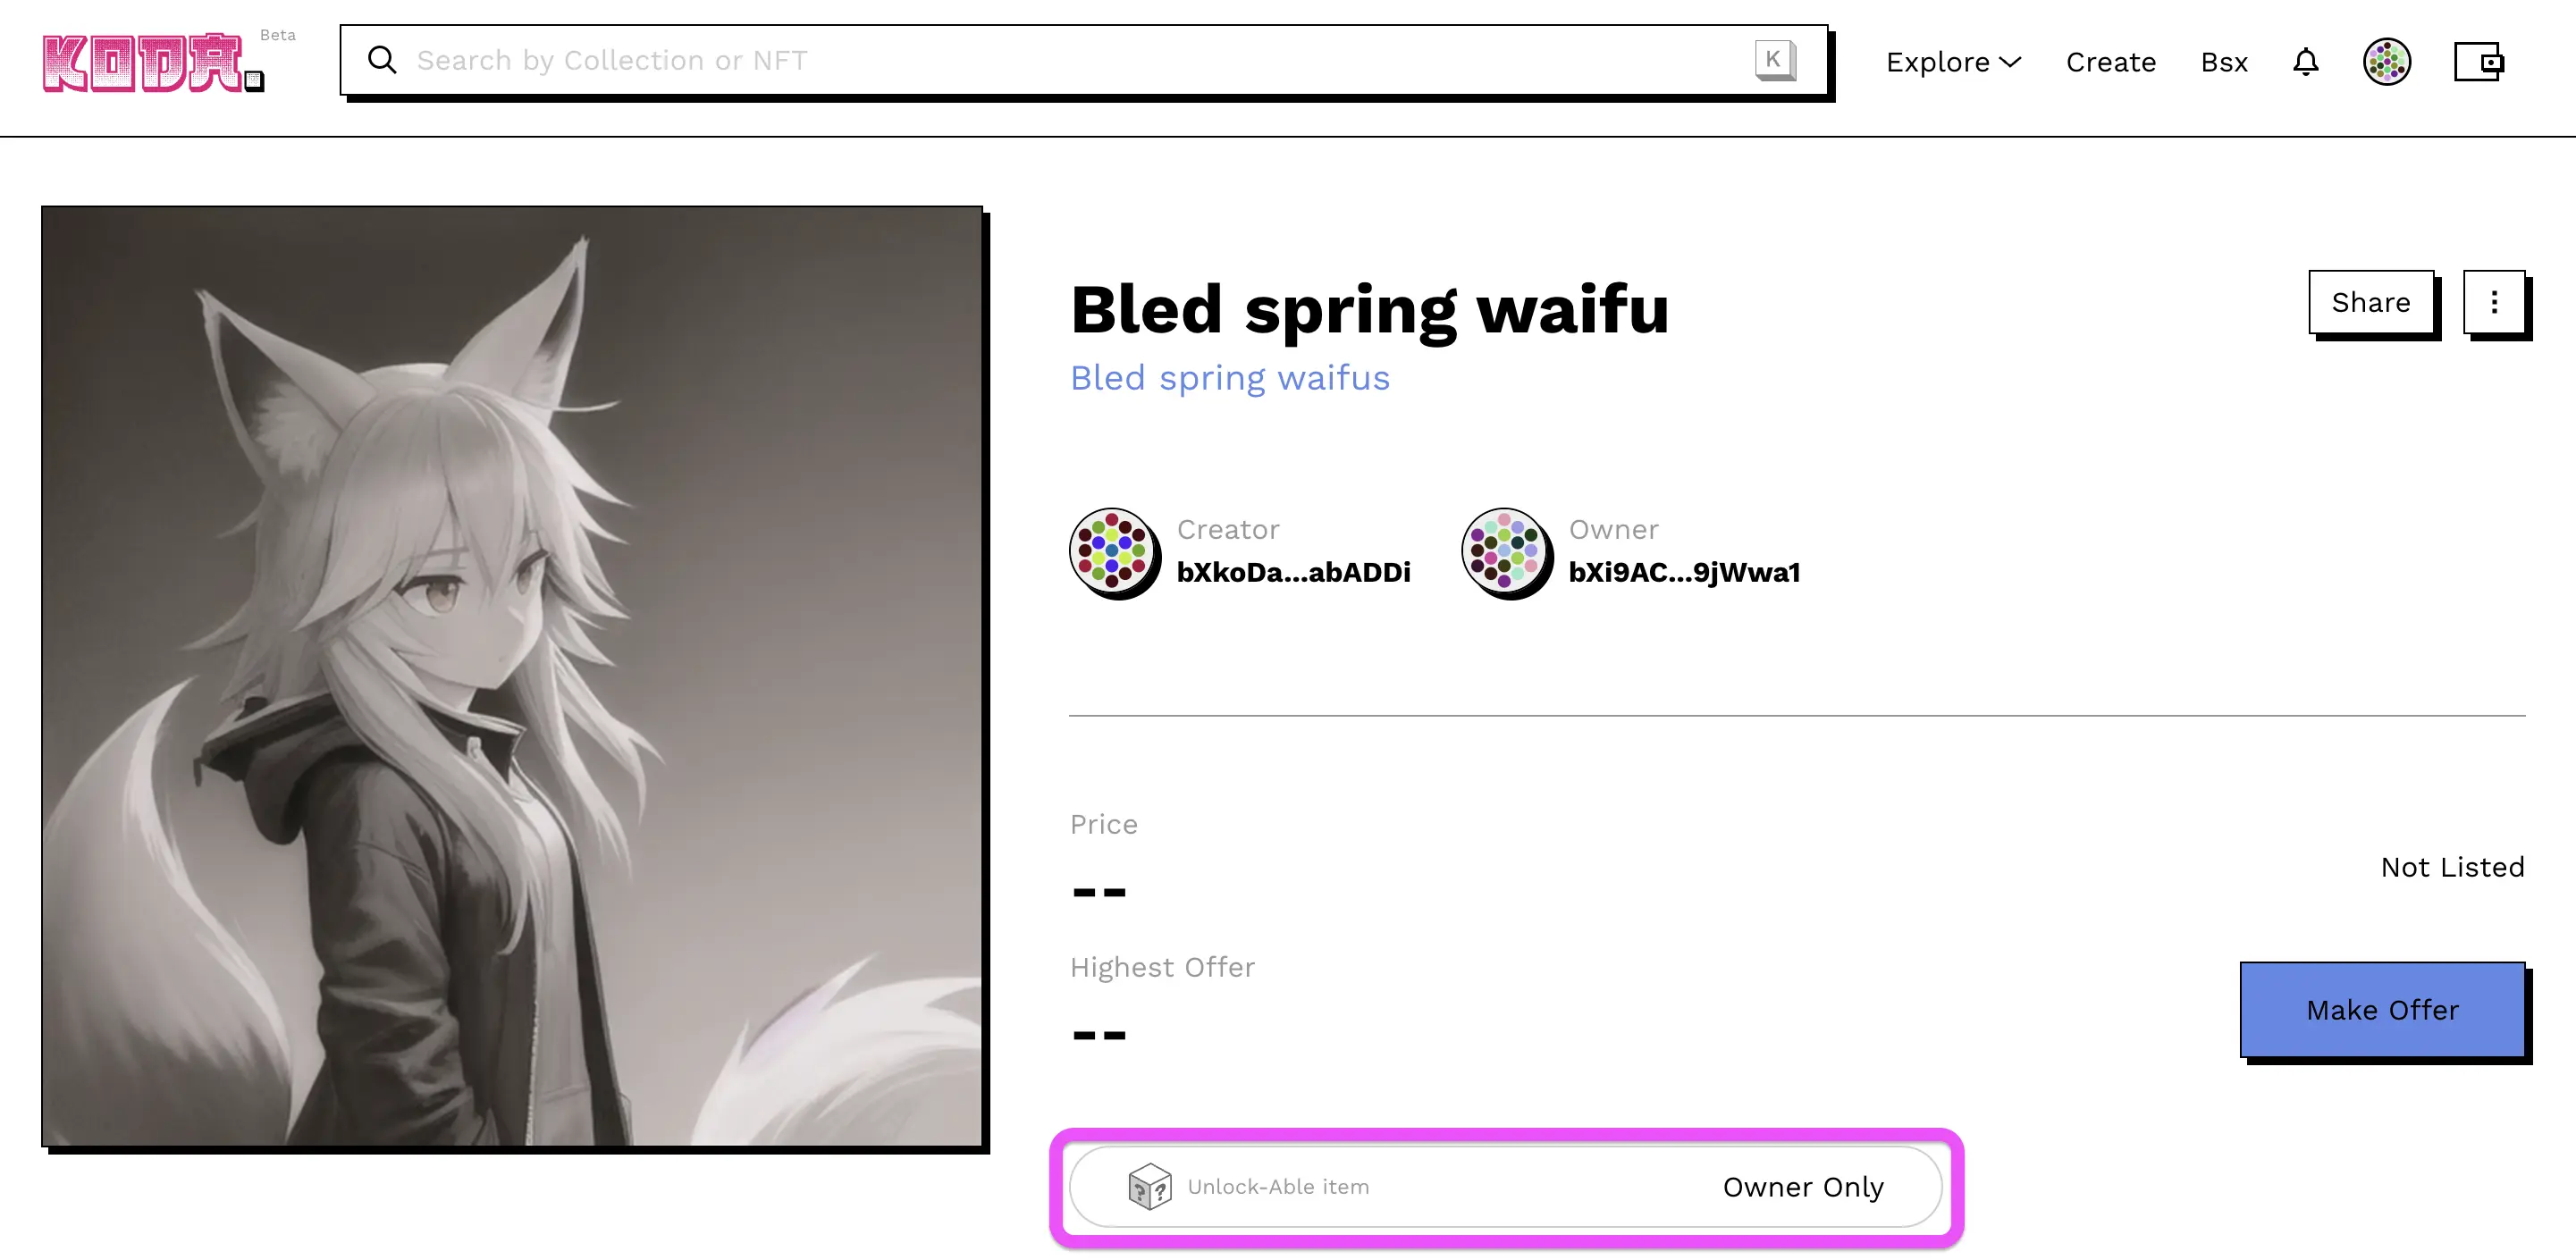 KODA.
Beta
Search by Collection or NFT
K
Explore
Create
Bsx
Bled spring waifu
Share
Bled spring waifus
Creator
bXkoDa...abADDi
Owner
bXi9AC...9jWwa1
Price
--
Not Listed
Highest Offer
--
Make Offer
? ?
Unlock-Able item
Owner Only